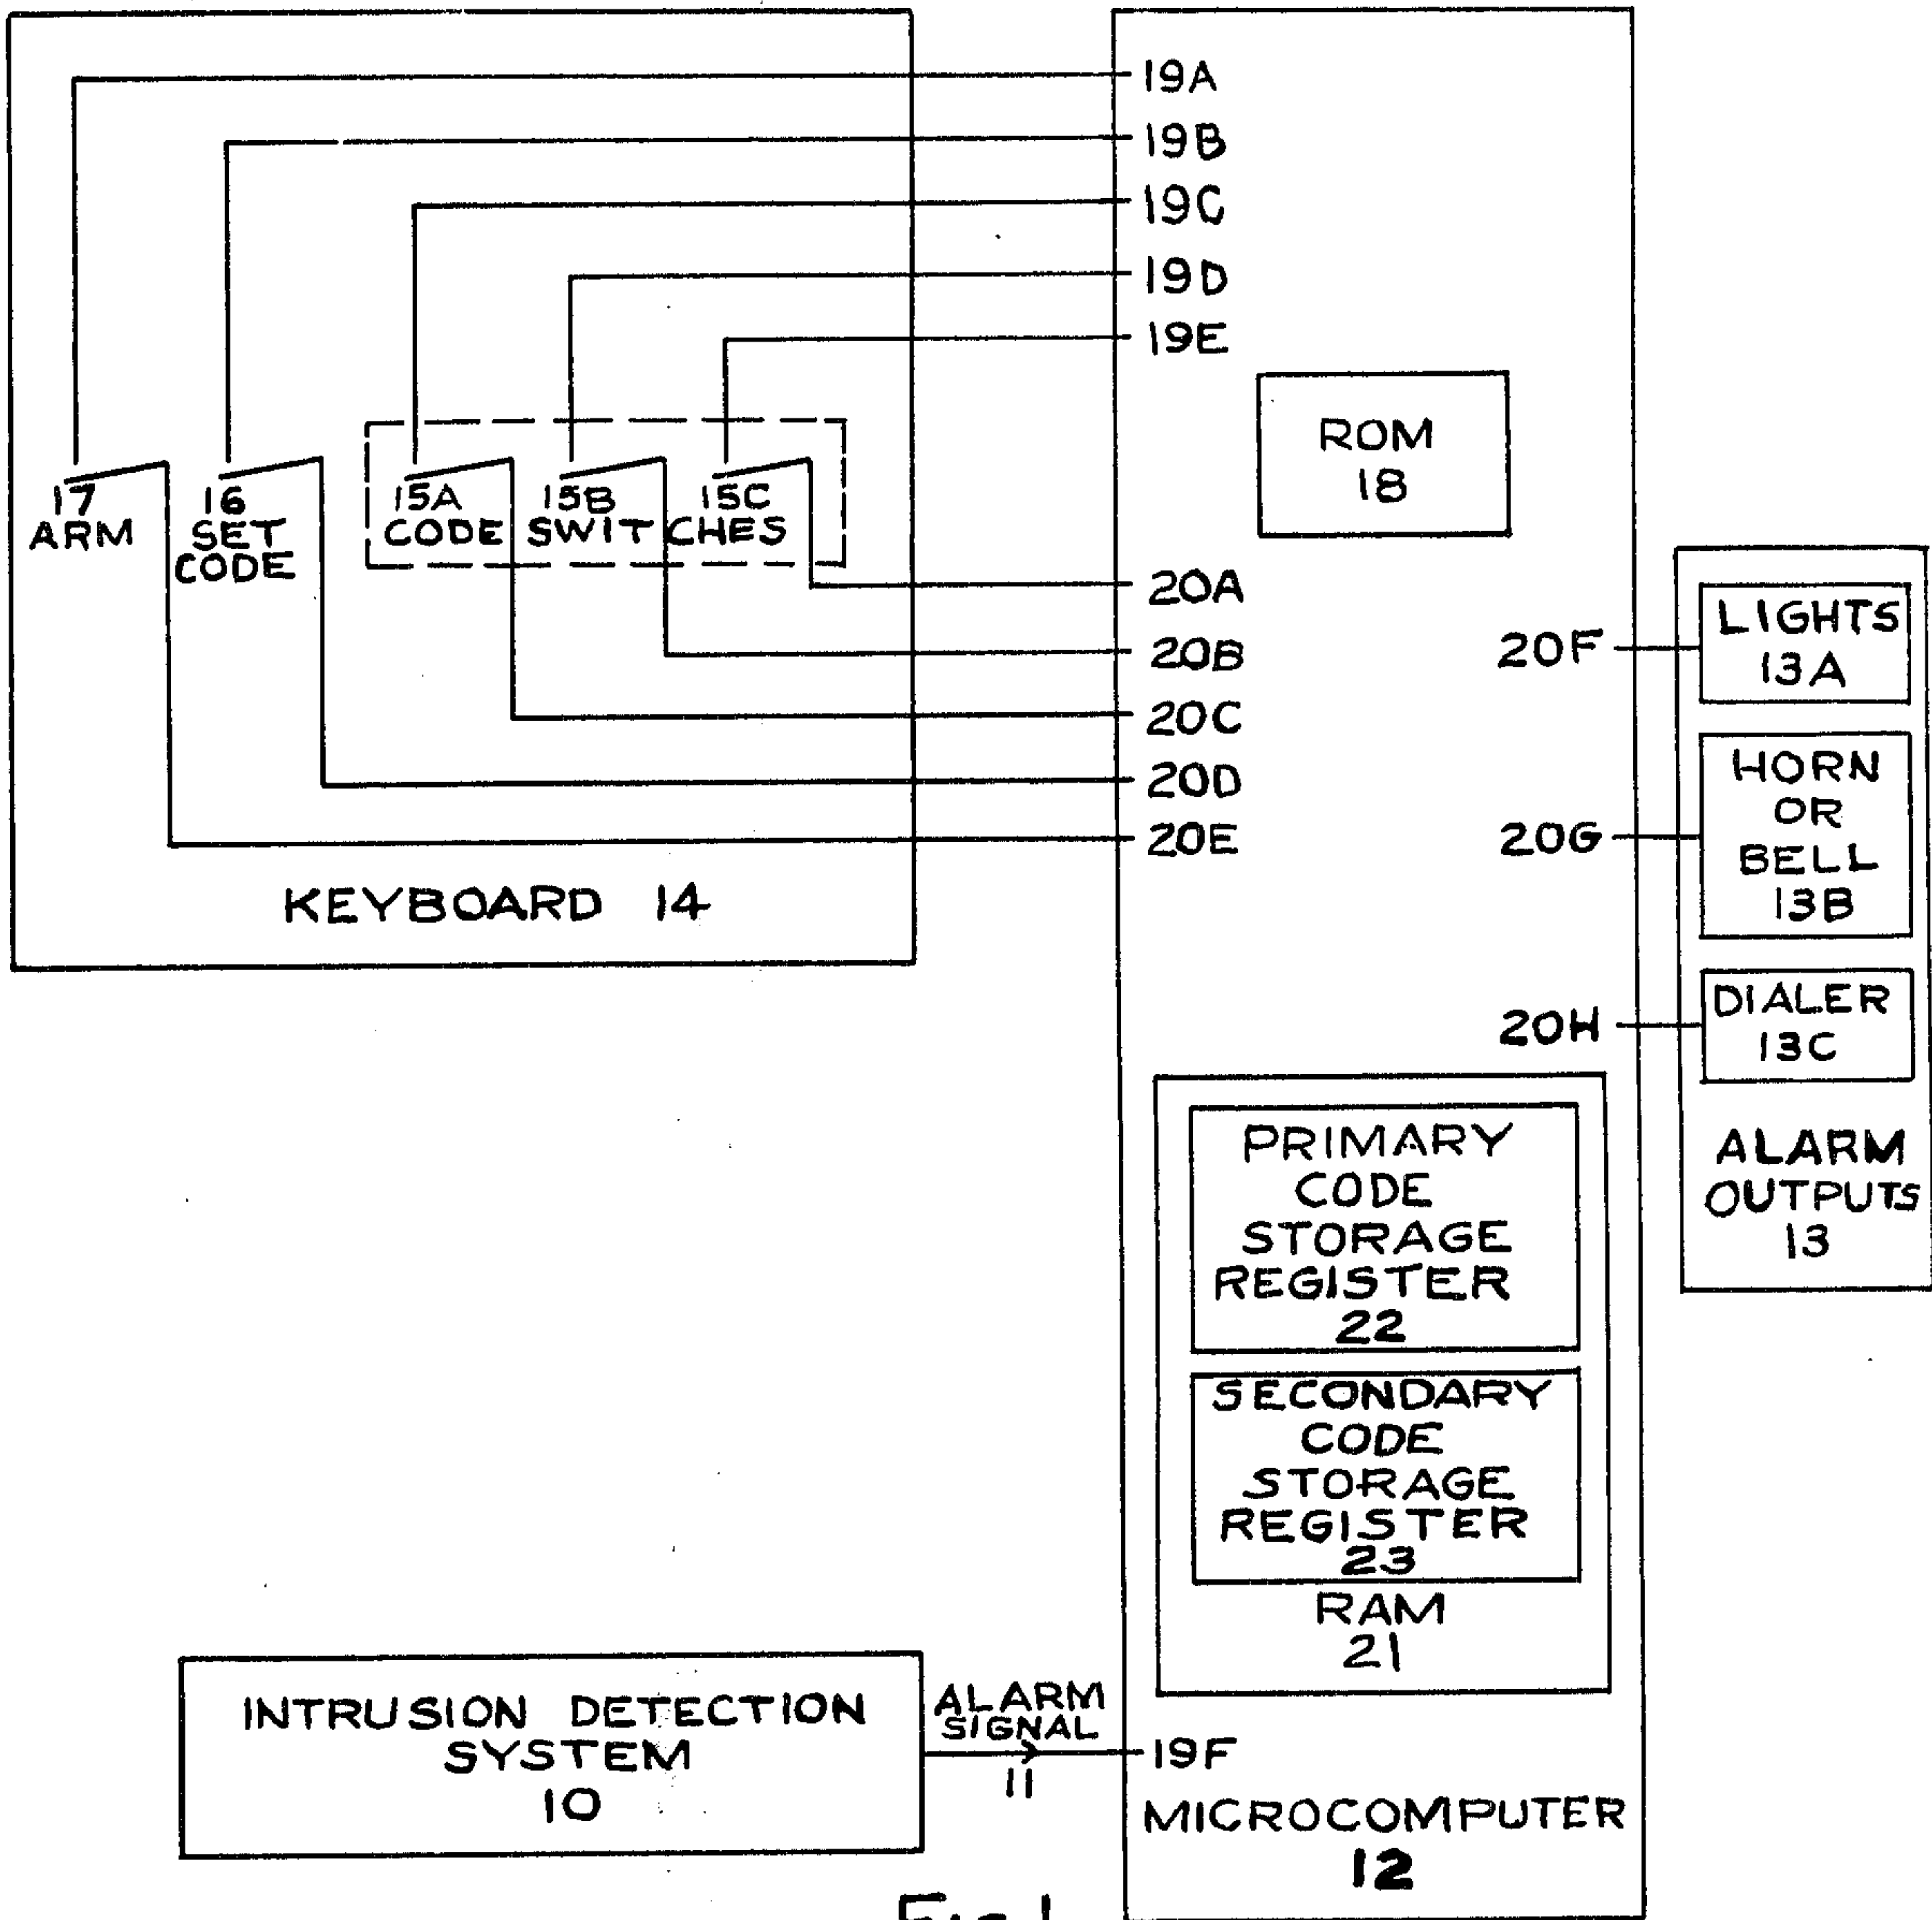 19A
19B
19C
19D
19E
17
ARM
16
SET
CODE
15A 15B 15C
CODE SWIT CHES
20A
20B
20C
20D
20E
KEYBOARD 14
ROM
18
20F
20G
20H
LIGHTS
13A
HORN
OR
BELL
13B
DIALER
13C
ALARM
OUTPUTS
13
PRIMARY
CODE
STORAGE
REGISTER
22
SECONDARY
CODE
STORAGE
REGISTER
23
RAM
21
INTRUSION DETECTION
SYSTEM
10
ALARM
SIGNAL
11
19F
MICROCOMPUTER
12